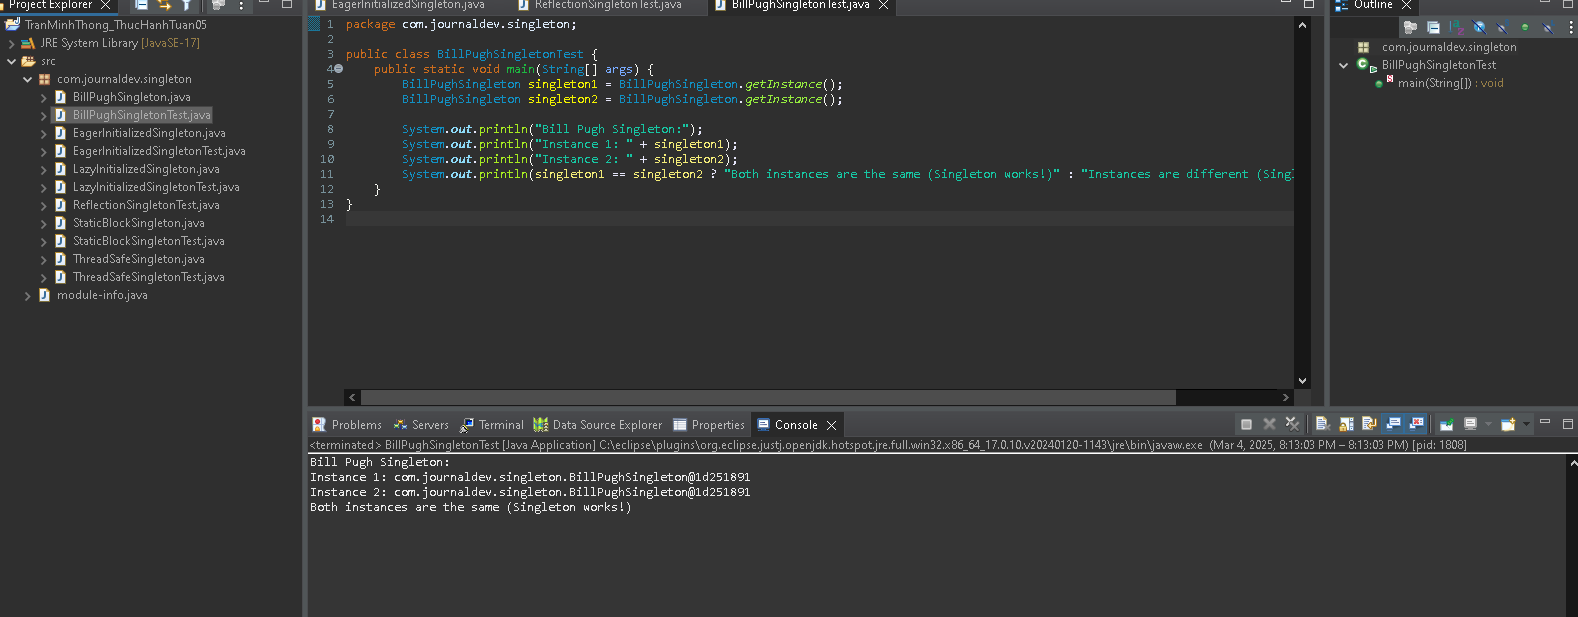 Project Explorer
TranMinhThong_ThucHanhTuan05
JRE System Library [JavaSE-17]
src
com.journaldev.singleton
BillPughSingleton.java
BillPughSingletonTest.java
EagerInitializedSingleton.java
EagerInitializedSingletonTest.java
LazyInitializedSingleton.java
LazyInitializedSingletonTest.java
ReflectionSingletonTest.java
StaticBlockSingleton.java
StaticBlockSingletonTest.java
ThreadSafeSingleton.java
ThreadSafeSingletonTest.java
module-info.java
EagerInitializedSingleton.java
ReflectionSingletonTest.java
BillPughSingletonTest.java
1 package com.journaldev.singleton;
2
3 public class BillPughSingletonTest {
4 public static void main(String[] args) {
5 BillPughSingleton singleton1 = BillPughSingleton.getInstance();
6 BillPughSingleton singleton2 = BillPughSingleton.getInstance();
7
8 System.out.println("Bill Pugh Singleton:");
9 System.out.println("Instance 1: " + singleton1);
10 System.out.println("Instance 2: " + singleton2);
11 System.out.println(singleton1 == singleton2 ? "Both instances are the same (Singleton works!)" : "Instances are different (Singl
12 }
13 }
14
Outline
com.journaldev.singleton
BillPughSingletonTest
main(String[]) : void
Problems
Servers
Terminal
Data Source Explorer
Properties
Console
<terminated> BillPughSingletonTest [Java Application] C:\eclipse\plugins\org.eclipse.justj.openjdk.hotspot.jre.full.win32.x86_64_17.0.10.v20240120-1143\jre\bin\javaw.exe (Mar 4, 2025, 8:13:03 PM – 8:13:03 PM) [pid: 1808]
Bill Pugh Singleton:
Instance 1: com.journaldev.singleton.BillPughSingleton@1d251891
Instance 2: com.journaldev.singleton.BillPughSingleton@1d251891
Both instances are the same (Singleton works!)